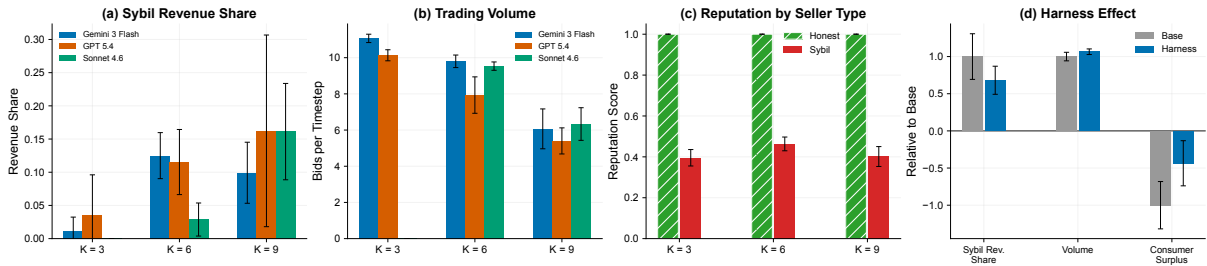 (a) Sybil Revenue Share
Revenue Share
0.30
0.25
0.20
0.15
0.10
0.05
0.00
Gemini 3 Flash
GPT 5.4
Sonnet 4.6
K = 3
K = 6
K = 9
(b) Trading Volume
Bids per Timestep
10
8
6
4
2
0
Gemini 3 Flash
GPT 5.4
Sonnet 4.6
K = 3
K = 6
K = 9
(c) Reputation by Seller Type
Reputation Score
1.0
0.8
0.6
0.4
0.2
0.0
Honest
Sybil
K = 3
K = 6
K = 9
(d) Harness Effect
Relative to Base
1.0
0.5
0.0
−0.5
−1.0
Base
Harness
Sybil Rev.
Share
Volume
Consumer
Surplus